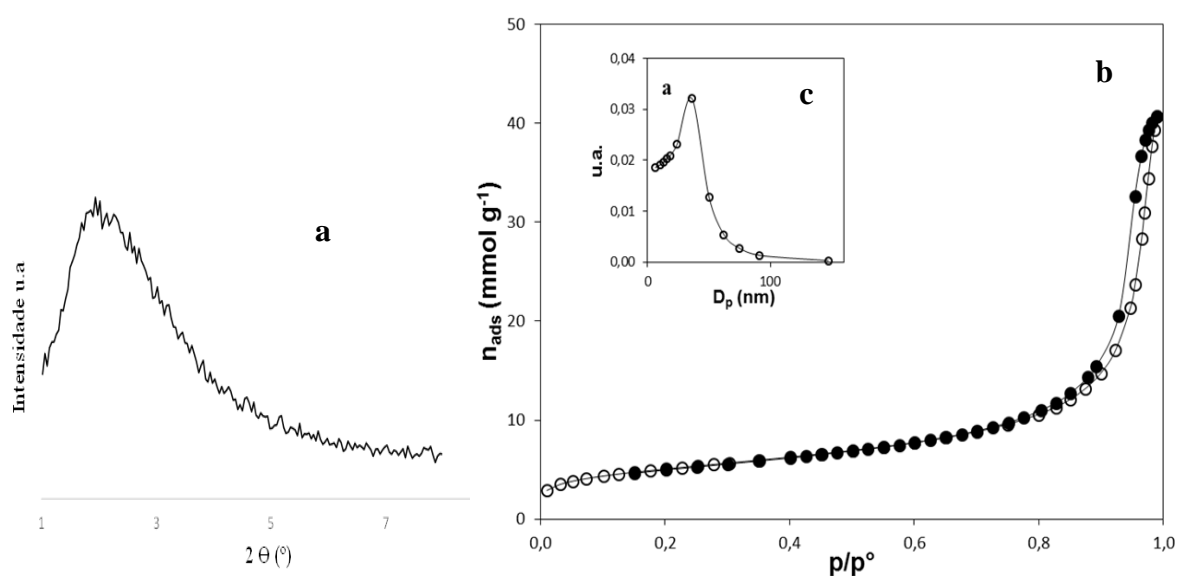 Intensidade u.a
a
1 3 5 7
2 Θ (°)
b
n_ads (mmol g⁻¹)
50
40
30
20
10
0
0,0 0,2 0,4 0,6 0,8 1,0
p/p°
a
c
u.a.
0,04
0,03
0,02
0,01
0,00
0 100
D_p (nm)